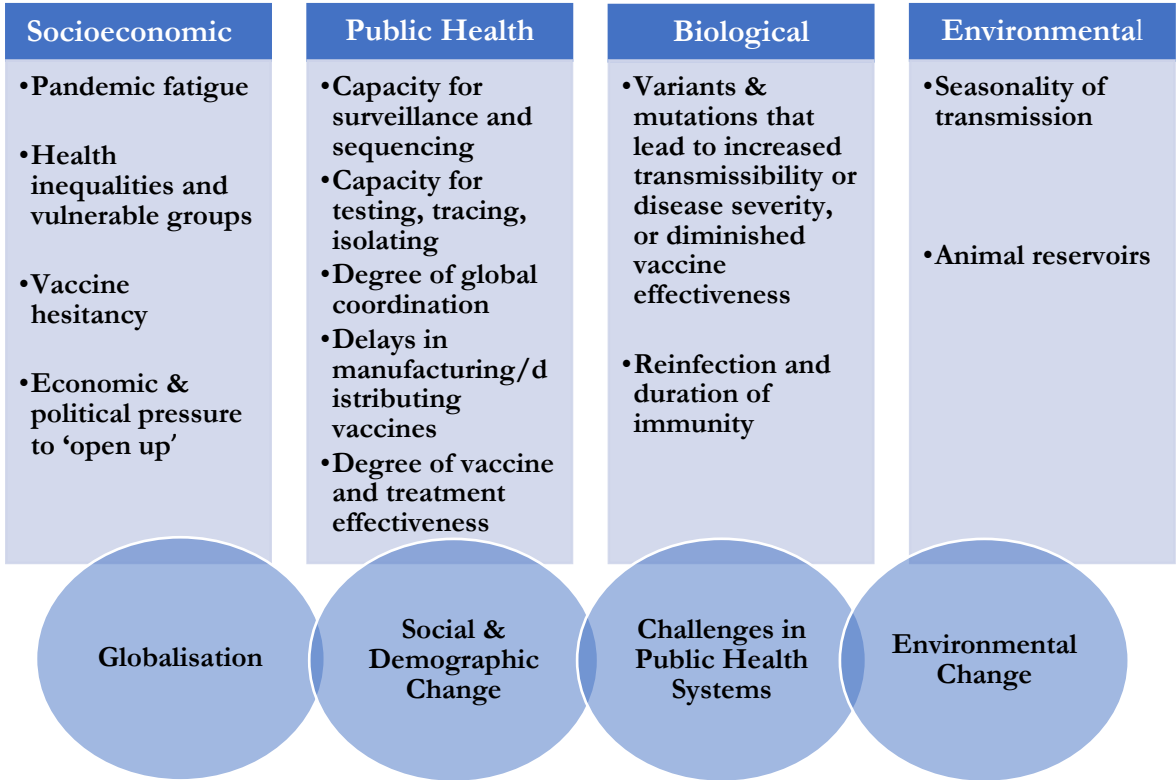 Socioeconomic
•Pandemic fatigue
•Health
inequalities and
vulnerable groups
•Vaccine
hesitancy
•Economic &
political pressure
to ‘open up’
Public Health
•Capacity for
surveillance and
sequencing
•Capacity for
testing, tracing,
isolating
•Degree of global
coordination
•Delays in
manufacturing/d
istributing
vaccines
•Degree of vaccine
and treatment
effectiveness
Biological
•Variants &
mutations that
lead to increased
transmissibility or
disease severity,
or diminished
vaccine
effectiveness
•Reinfection and
duration of
immunity
Environmental
•Seasonality of
transmission
•Animal reservoirs
Globalisation
Social &
Demographic
Change
Challenges in
Public Health
Systems
Environmental
Change